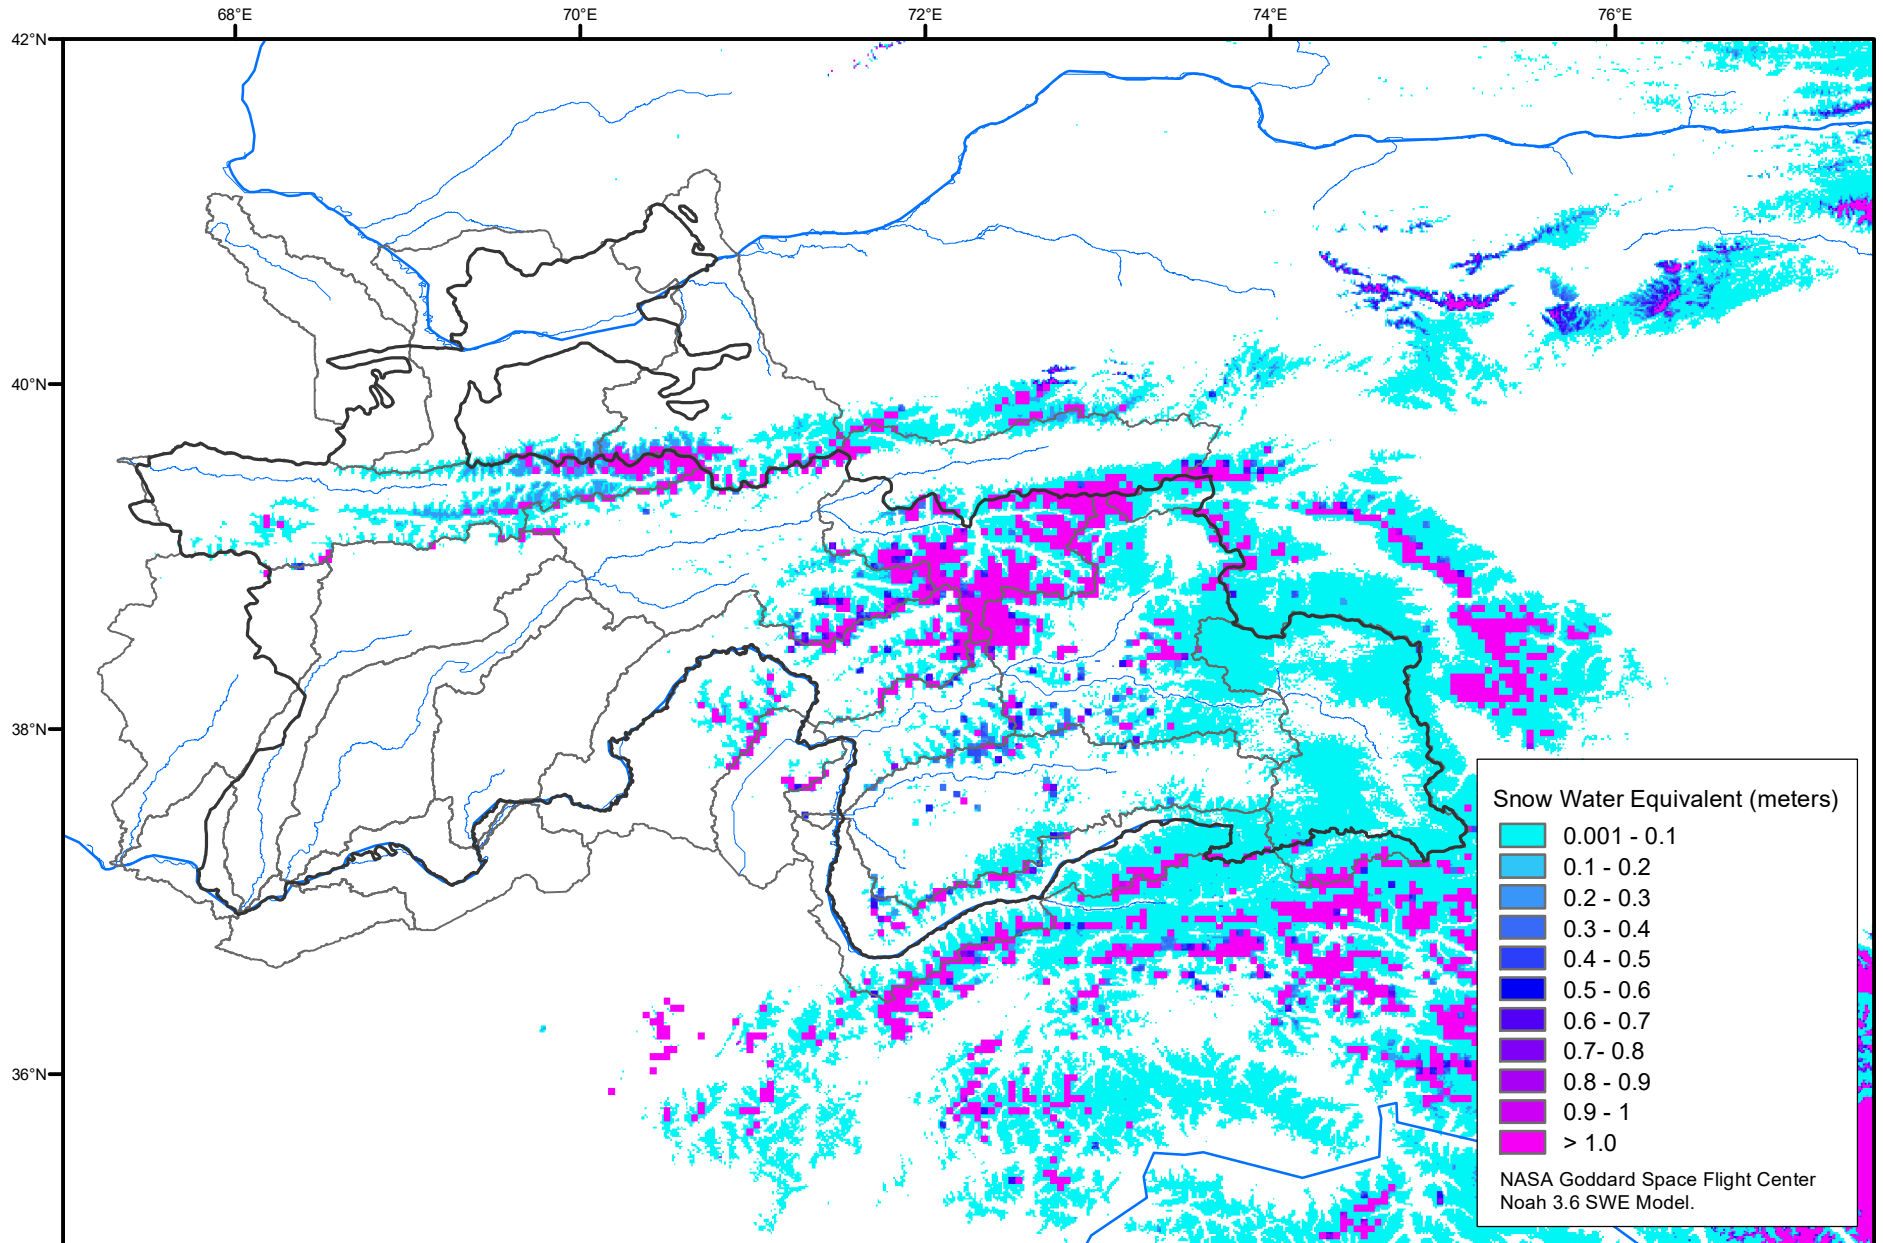 68°E 70°E 72°E 74°E 76°E
42°N
40°N
38°N
36°N
Snow Water Equivalent (meters)
0.001 - 0.1
0.1 - 0.2
0.2 - 0.3
0.3 - 0.4
0.4 - 0.5
0.5 - 0.6
0.6 - 0.7
0.7- 0.8
0.8 - 0.9
0.9 - 1
> 1.0
NASA Goddard Space Flight Center
Noah 3.6 SWE Model.